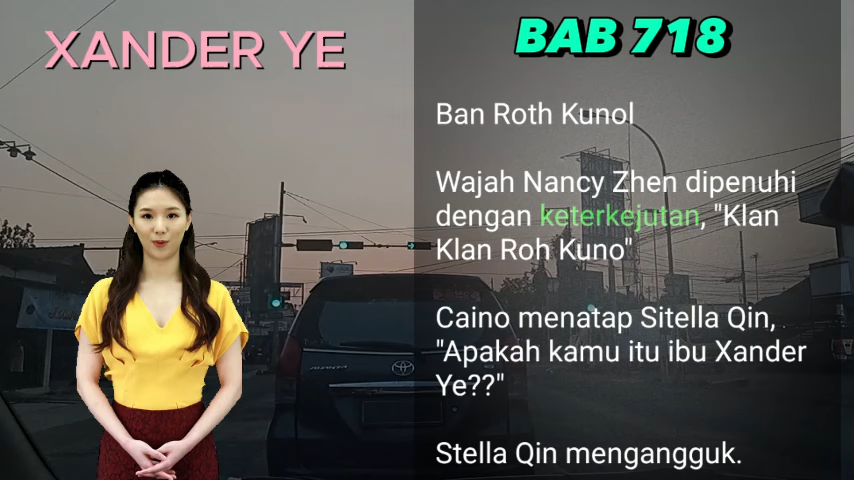 XANDER YE
BAB 718
Ban Roth Kunol
Wajah Nancy Zhen dipenuhi
dengan keterkejutan, "Klan
Klan Roh Kuno"
Caino menatap Sitella Qin,
"Apakah kamu itu ibu Xander
Ye??"
Stella Qin mengangguk.